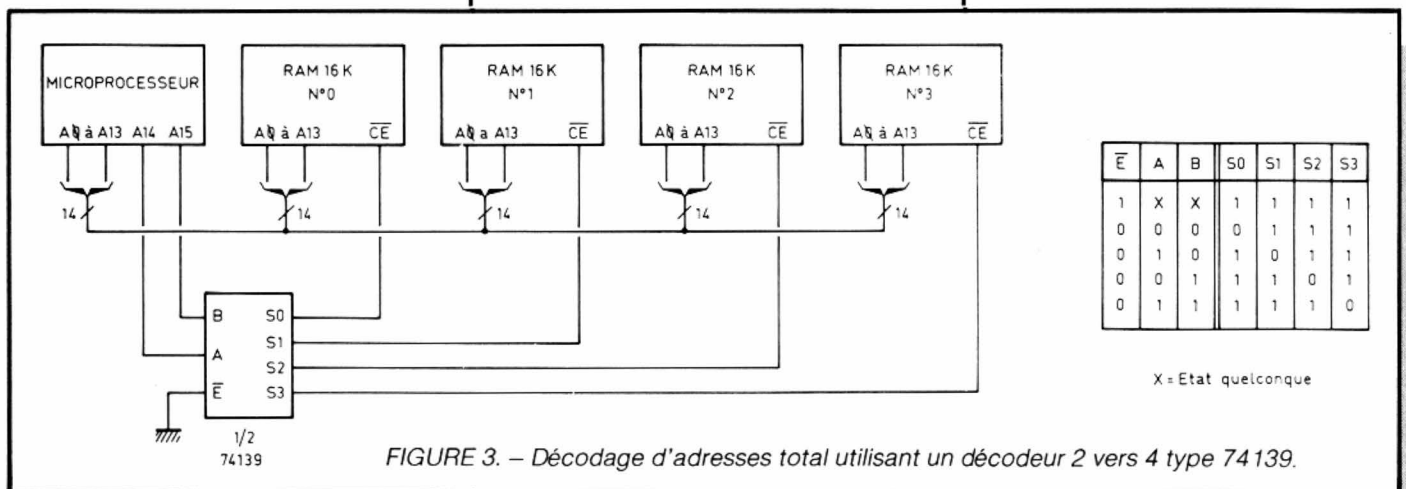 MICROPROCESSEUR
A0 à A13 A14 A15
RAM 16K
N°0
A0 à A13 CE
RAM 16K
N°1
A0 a A13 CE
RAM 16K
N°2
A0 à A13 CE
RAM 16K
N°3
A0 à A13 CE
14 14 14 14 14
B S0
A S1
E S2
S3
1/2
74139
E A B S0 S1 S2 S3
1 X X 1 1 1 1
0 0 0 0 1 1 1
0 1 0 1 0 1 1
0 0 1 1 1 0 1
0 1 1 1 1 1 0
X = Etat quelconque
FIGURE 3. – Décodage d'adresses total utilisant un décodeur 2 vers 4 type 74139.